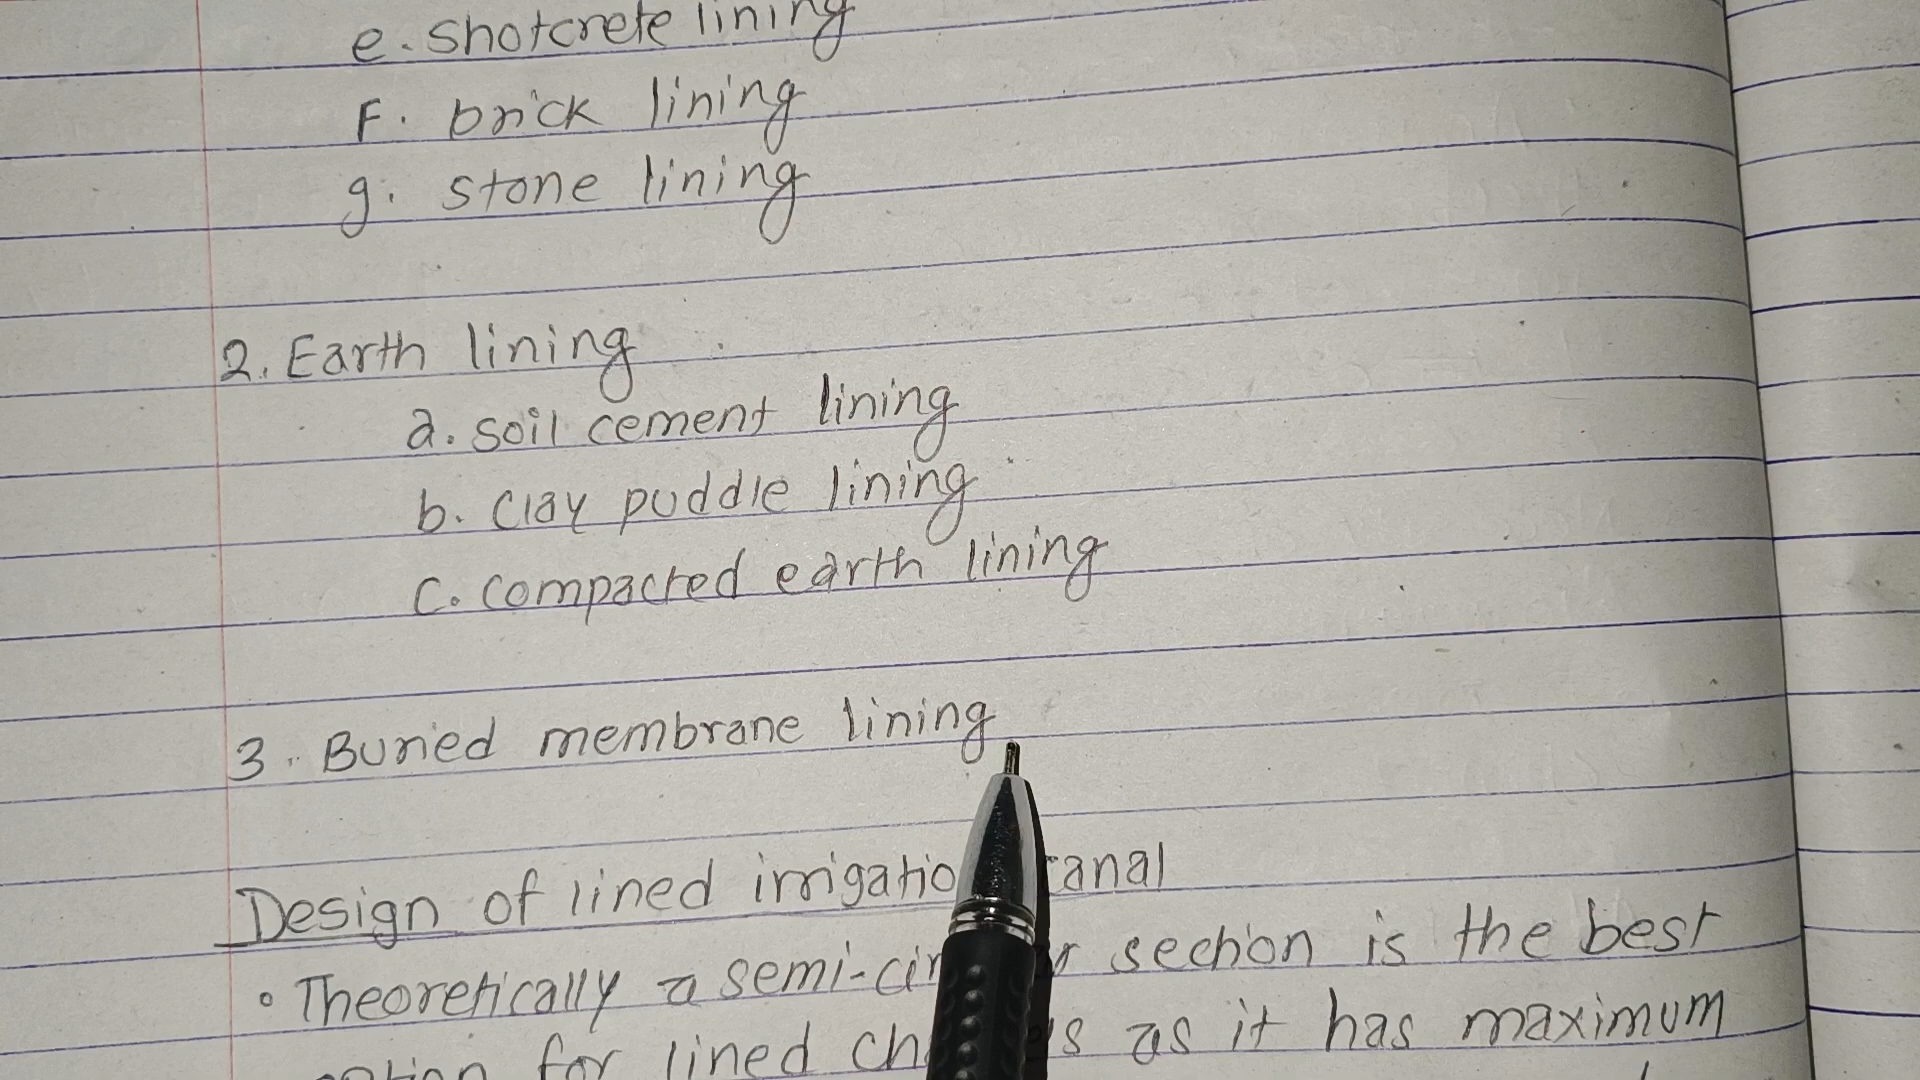 e. shotcrete lining
F. brick lining
g. stone lining
2. Earth lining
a. soil cement lining
b. clay puddle lining
c. compacted earth lining
3. Buried membrane lining
Design of lined irrigatio canal
• Theoretically a semi-cir section is the best
for lined as it has maximum